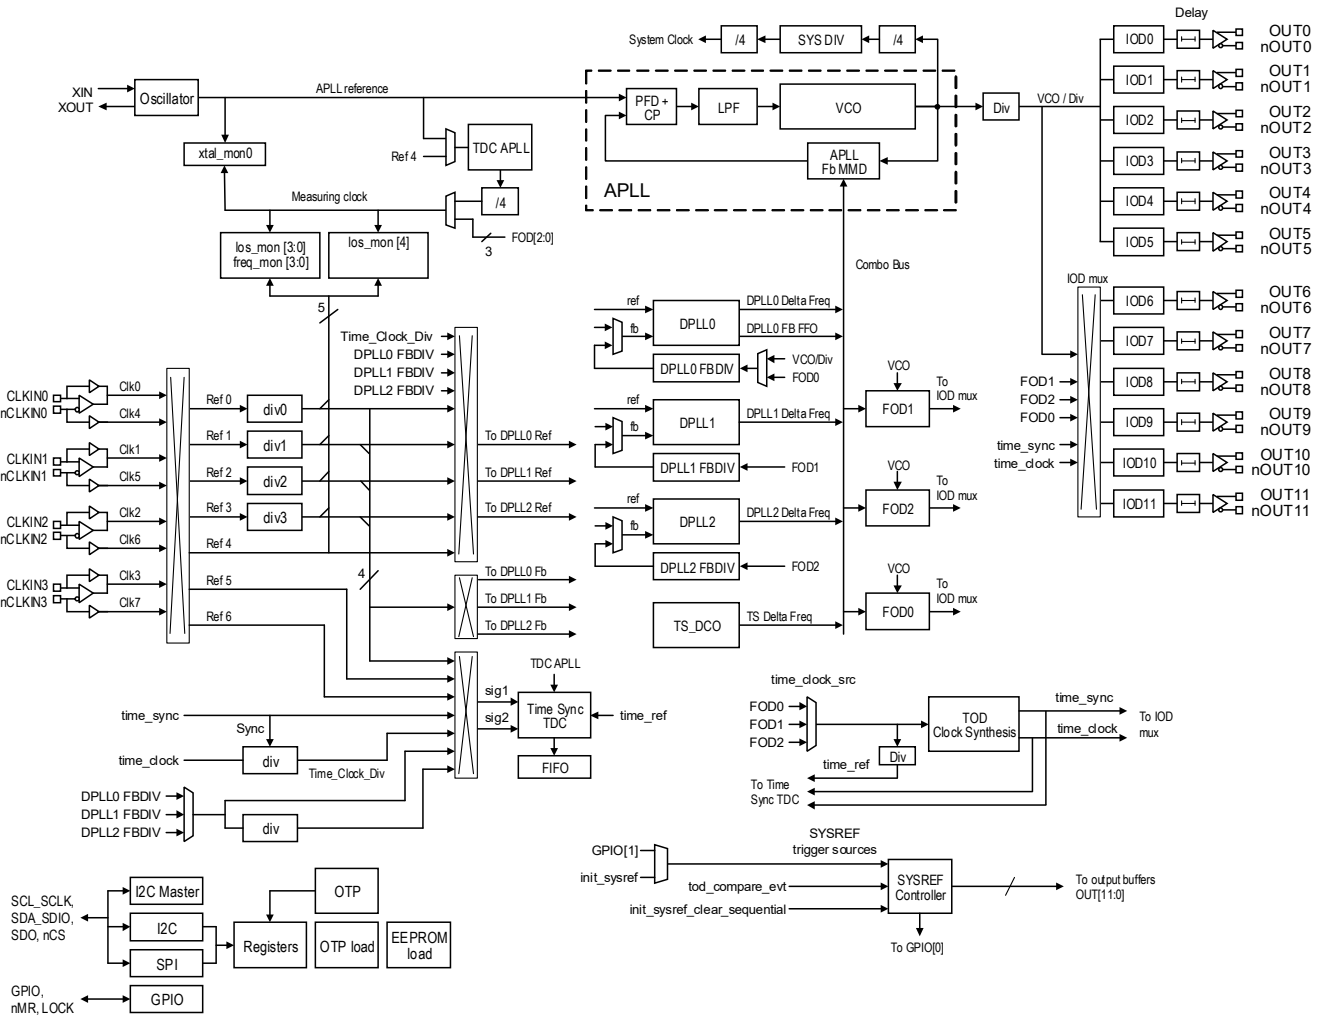 Delay
System Clock
/4
SYS DIV
/4
XIN
XOUT
Oscillator
APLL reference
PFD +
CP
LPF
VCO
Div
VCO / Div
xtal_mon0
Ref 4
TDC APLL
/4
APLL
Fb MMD
APLL
Measuring clock
FOD[2:0]
3
los_mon [3:0]
freq_mon [3:0]
los_mon [4]
5
Combo Bus
IOD0
OUT0
nOUT0
IOD1
OUT1
nOUT1
IOD2
OUT2
nOUT2
IOD3
OUT3
nOUT3
IOD4
OUT4
nOUT4
IOD5
OUT5
nOUT5
IOD mux
IOD6
OUT6
nOUT6
IOD7
OUT7
nOUT7
IOD8
OUT8
nOUT8
IOD9
OUT9
nOUT9
IOD10
OUT10
nOUT10
IOD11
OUT11
nOUT11
FOD1
FOD2
FOD0
time_sync
time_clock
Time_Clock_Div
DPLL0 FBDIV
DPLL1 FBDIV
DPLL2 FBDIV
CLKIN0
nCLKIN0
Clk0
Clk4
CLKIN1
nCLKIN1
Clk1
Clk5
CLKIN2
nCLKIN2
Clk2
Clk6
CLKIN3
nCLKIN3
Clk3
Clk7
Ref 0
div0
Ref 1
div1
Ref 2
div2
Ref 3
div3
Ref 4
Ref 5
Ref 6
4
To DPLL0 Ref
To DPLL1 Ref
To DPLL2 Ref
To DPLL0 Fb
To DPLL1 Fb
To DPLL2 Fb
ref
fb
DPLL0
DPLL0 Delta Freq
DPLL0 FB FFO
DPLL0 FBDIV
VCO/Div
FOD0
ref
fb
DPLL1
DPLL1 Delta Freq
DPLL1 FBDIV
FOD1
ref
fb
DPLL2
DPLL2 Delta Freq
DPLL2 FBDIV
FOD2
TS_DCO
TS Delta Freq
VCO
FOD1
To
IOD mux
VCO
FOD2
To
IOD mux
VCO
FOD0
To
IOD mux
time_sync
Sync
time_clock
div
Time_Clock_Div
DPLL0 FBDIV
DPLL1 FBDIV
DPLL2 FBDIV
div
sig1
sig2
TDC APLL
Time Sync
TDC
time_ref
FIFO
time_clock_src
FOD0
FOD1
FOD2
TOD
Clock Synthesis
time_sync
time_clock
To IOD
mux
Div
time_ref
To Time
Sync TDC
SYSREF
trigger sources
GPIO[1]
init_sysref
tod_compare_evt
init_sysref_clear_sequential
SYSREF
Controller
To output buffers
OUT[11:0]
To GPIO[0]
SCL_SCLK,
SDA_SDIO,
SDO, nCS
I2C Master
I2C
SPI
Registers
OTP
OTP load
EEPROM
load
GPIO,
nMR, LOCK
GPIO